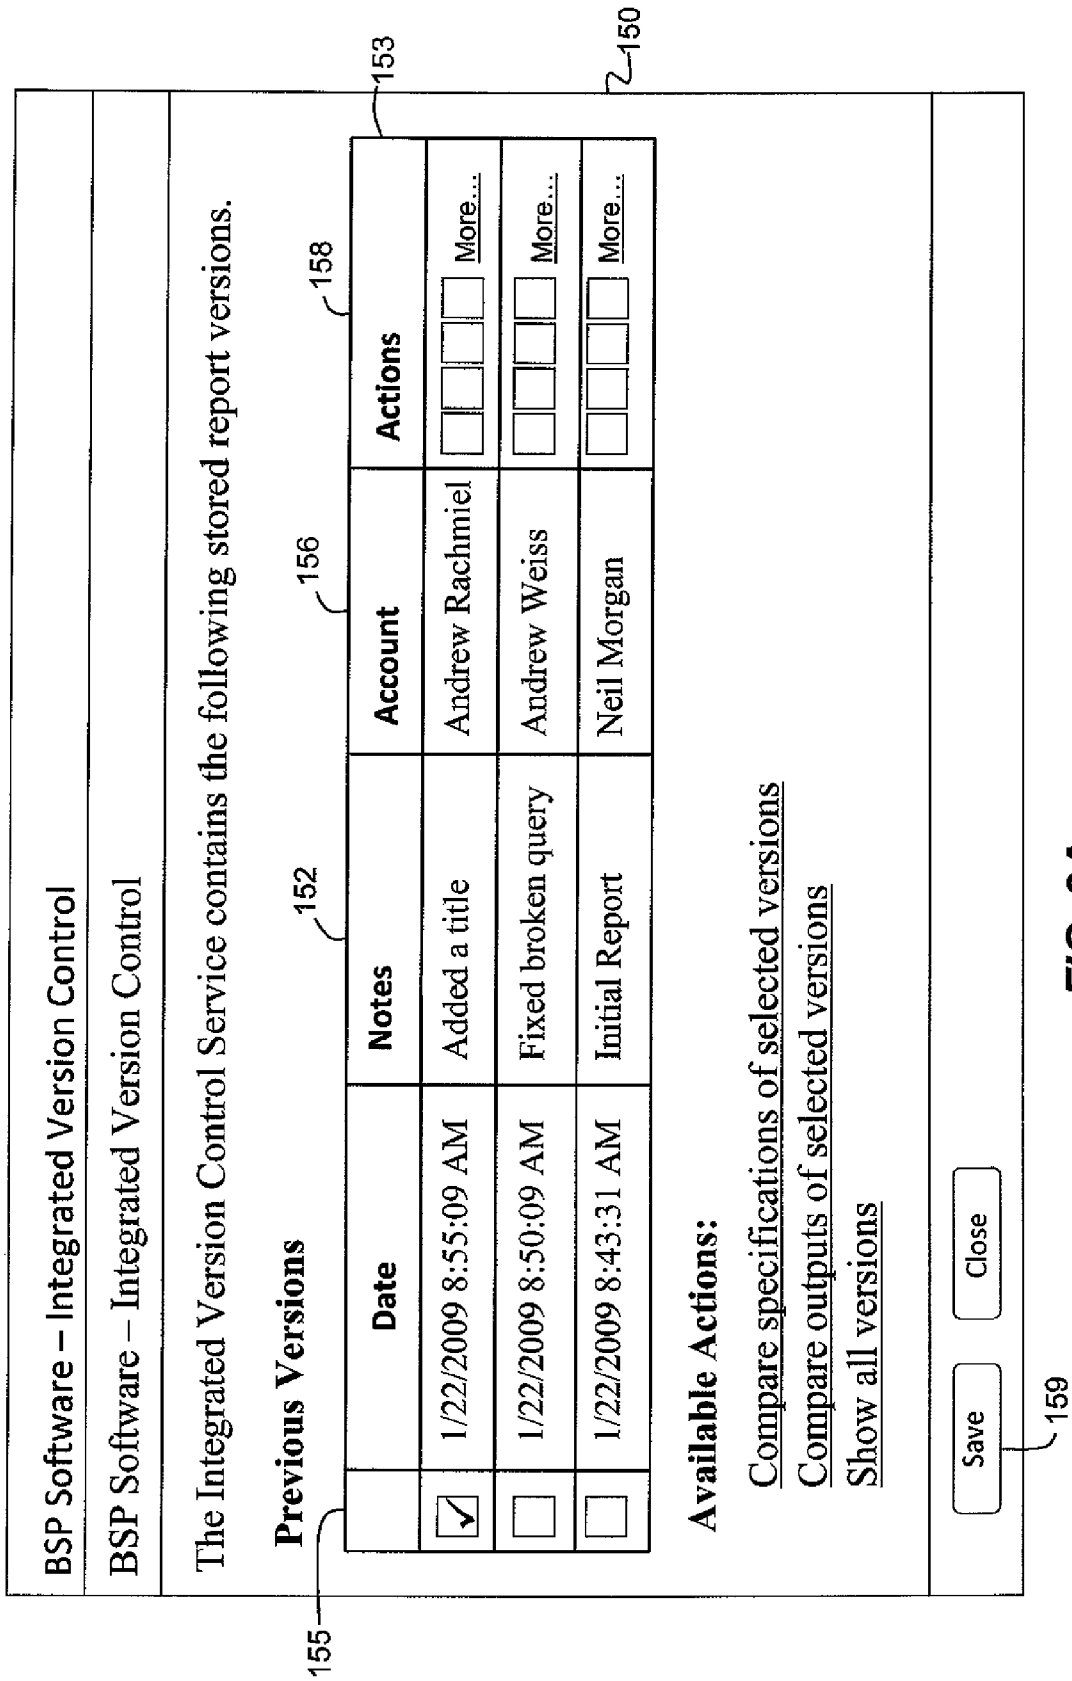 BSP Software – Integrated Version Control
BSP Software – Integrated Version Control
The Integrated Version Control Service contains the following stored report versions.
Previous Versions
155
152
156
158
153
Date Notes Account Actions
1/22/2009 8:55:09 AM Added a title Andrew Rachmiel More...
1/22/2009 8:50:09 AM Fixed broken query Andrew Weiss More...
1/22/2009 8:43:31 AM Initial Report Neil Morgan More...
150
Available Actions:
Compare specifications of selected versions
Compare outputs of selected versions
Show all versions
Save Close
159